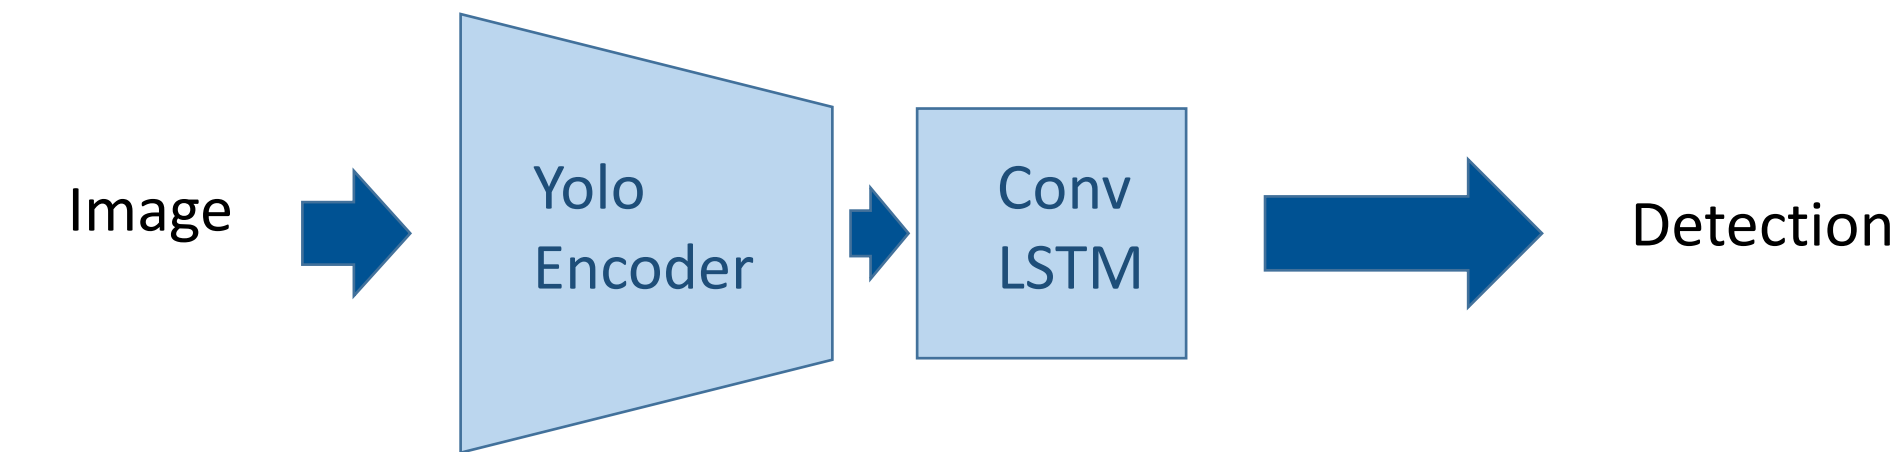 Image
Yolo
Encoder
Conv
LSTM
Detection